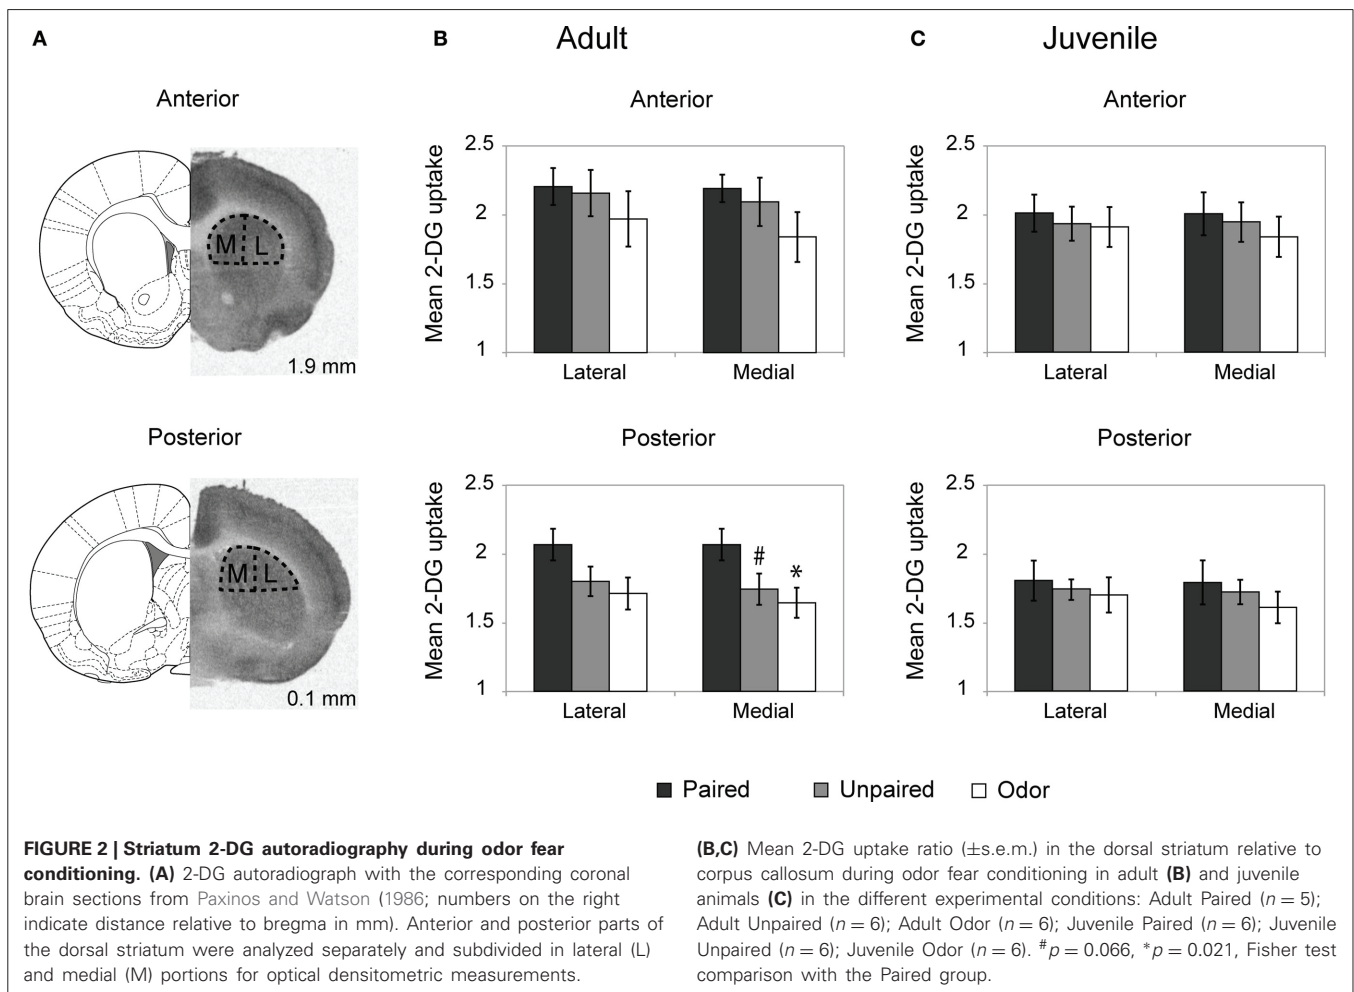 A
B
Adult
C
Juvenile
Anterior
M
L
1.9 mm
Posterior
M
L
0.1 mm
Anterior
Mean 2-DG uptake
2.5
2
1.5
1
Lateral
Medial
Posterior
Mean 2-DG uptake
2.5
2
1.5
1
#
*
Lateral
Medial
Anterior
Mean 2-DG uptake
2.5
2
1.5
1
Lateral
Medial
Posterior
Mean 2-DG uptake
2.5
2
1.5
1
Lateral
Medial
Paired
Unpaired
Odor
FIGURE 2 | Striatum 2-DG autoradiography during odor fear
conditioning. (A) 2-DG autoradiograph with the corresponding coronal
brain sections from Paxinos and Watson (1986; numbers on the right
indicate distance relative to bregma in mm). Anterior and posterior parts of
the dorsal striatum were analyzed separately and subdivided in lateral (L)
and medial (M) portions for optical densitometric measurements.
(B,C) Mean 2-DG uptake ratio (±s.e.m.) in the dorsal striatum relative to
corpus callosum during odor fear conditioning in adult (B) and juvenile
animals (C) in the different experimental conditions: Adult Paired (n = 5);
Adult Unpaired (n = 6); Adult Odor (n = 6); Juvenile Paired (n = 6); Juvenile
Unpaired (n = 6); Juvenile Odor (n = 6). #p = 0.066, *p = 0.021, Fisher test
comparison with the Paired group.